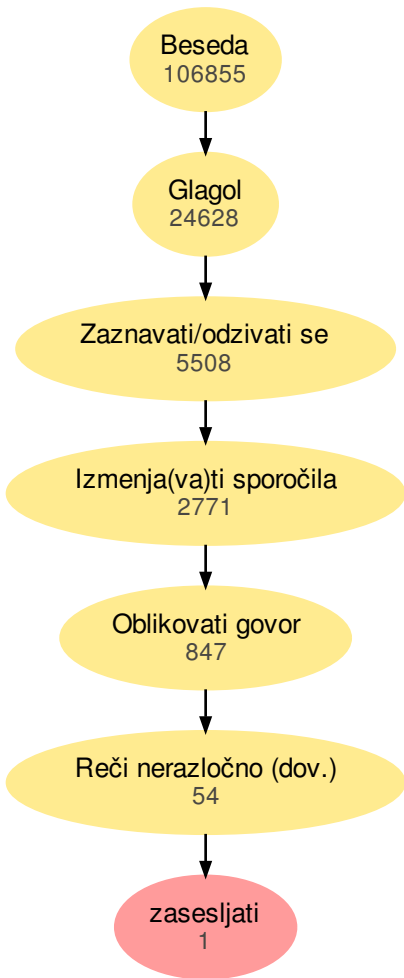 Beseda
106855
Glagol
24628
Zaznavati/odzivati se
5508
Izmenja(va)ti sporočila
2771
Oblikovati govor
847
Reči nerazločno (dov.)
54
zasesljati
1